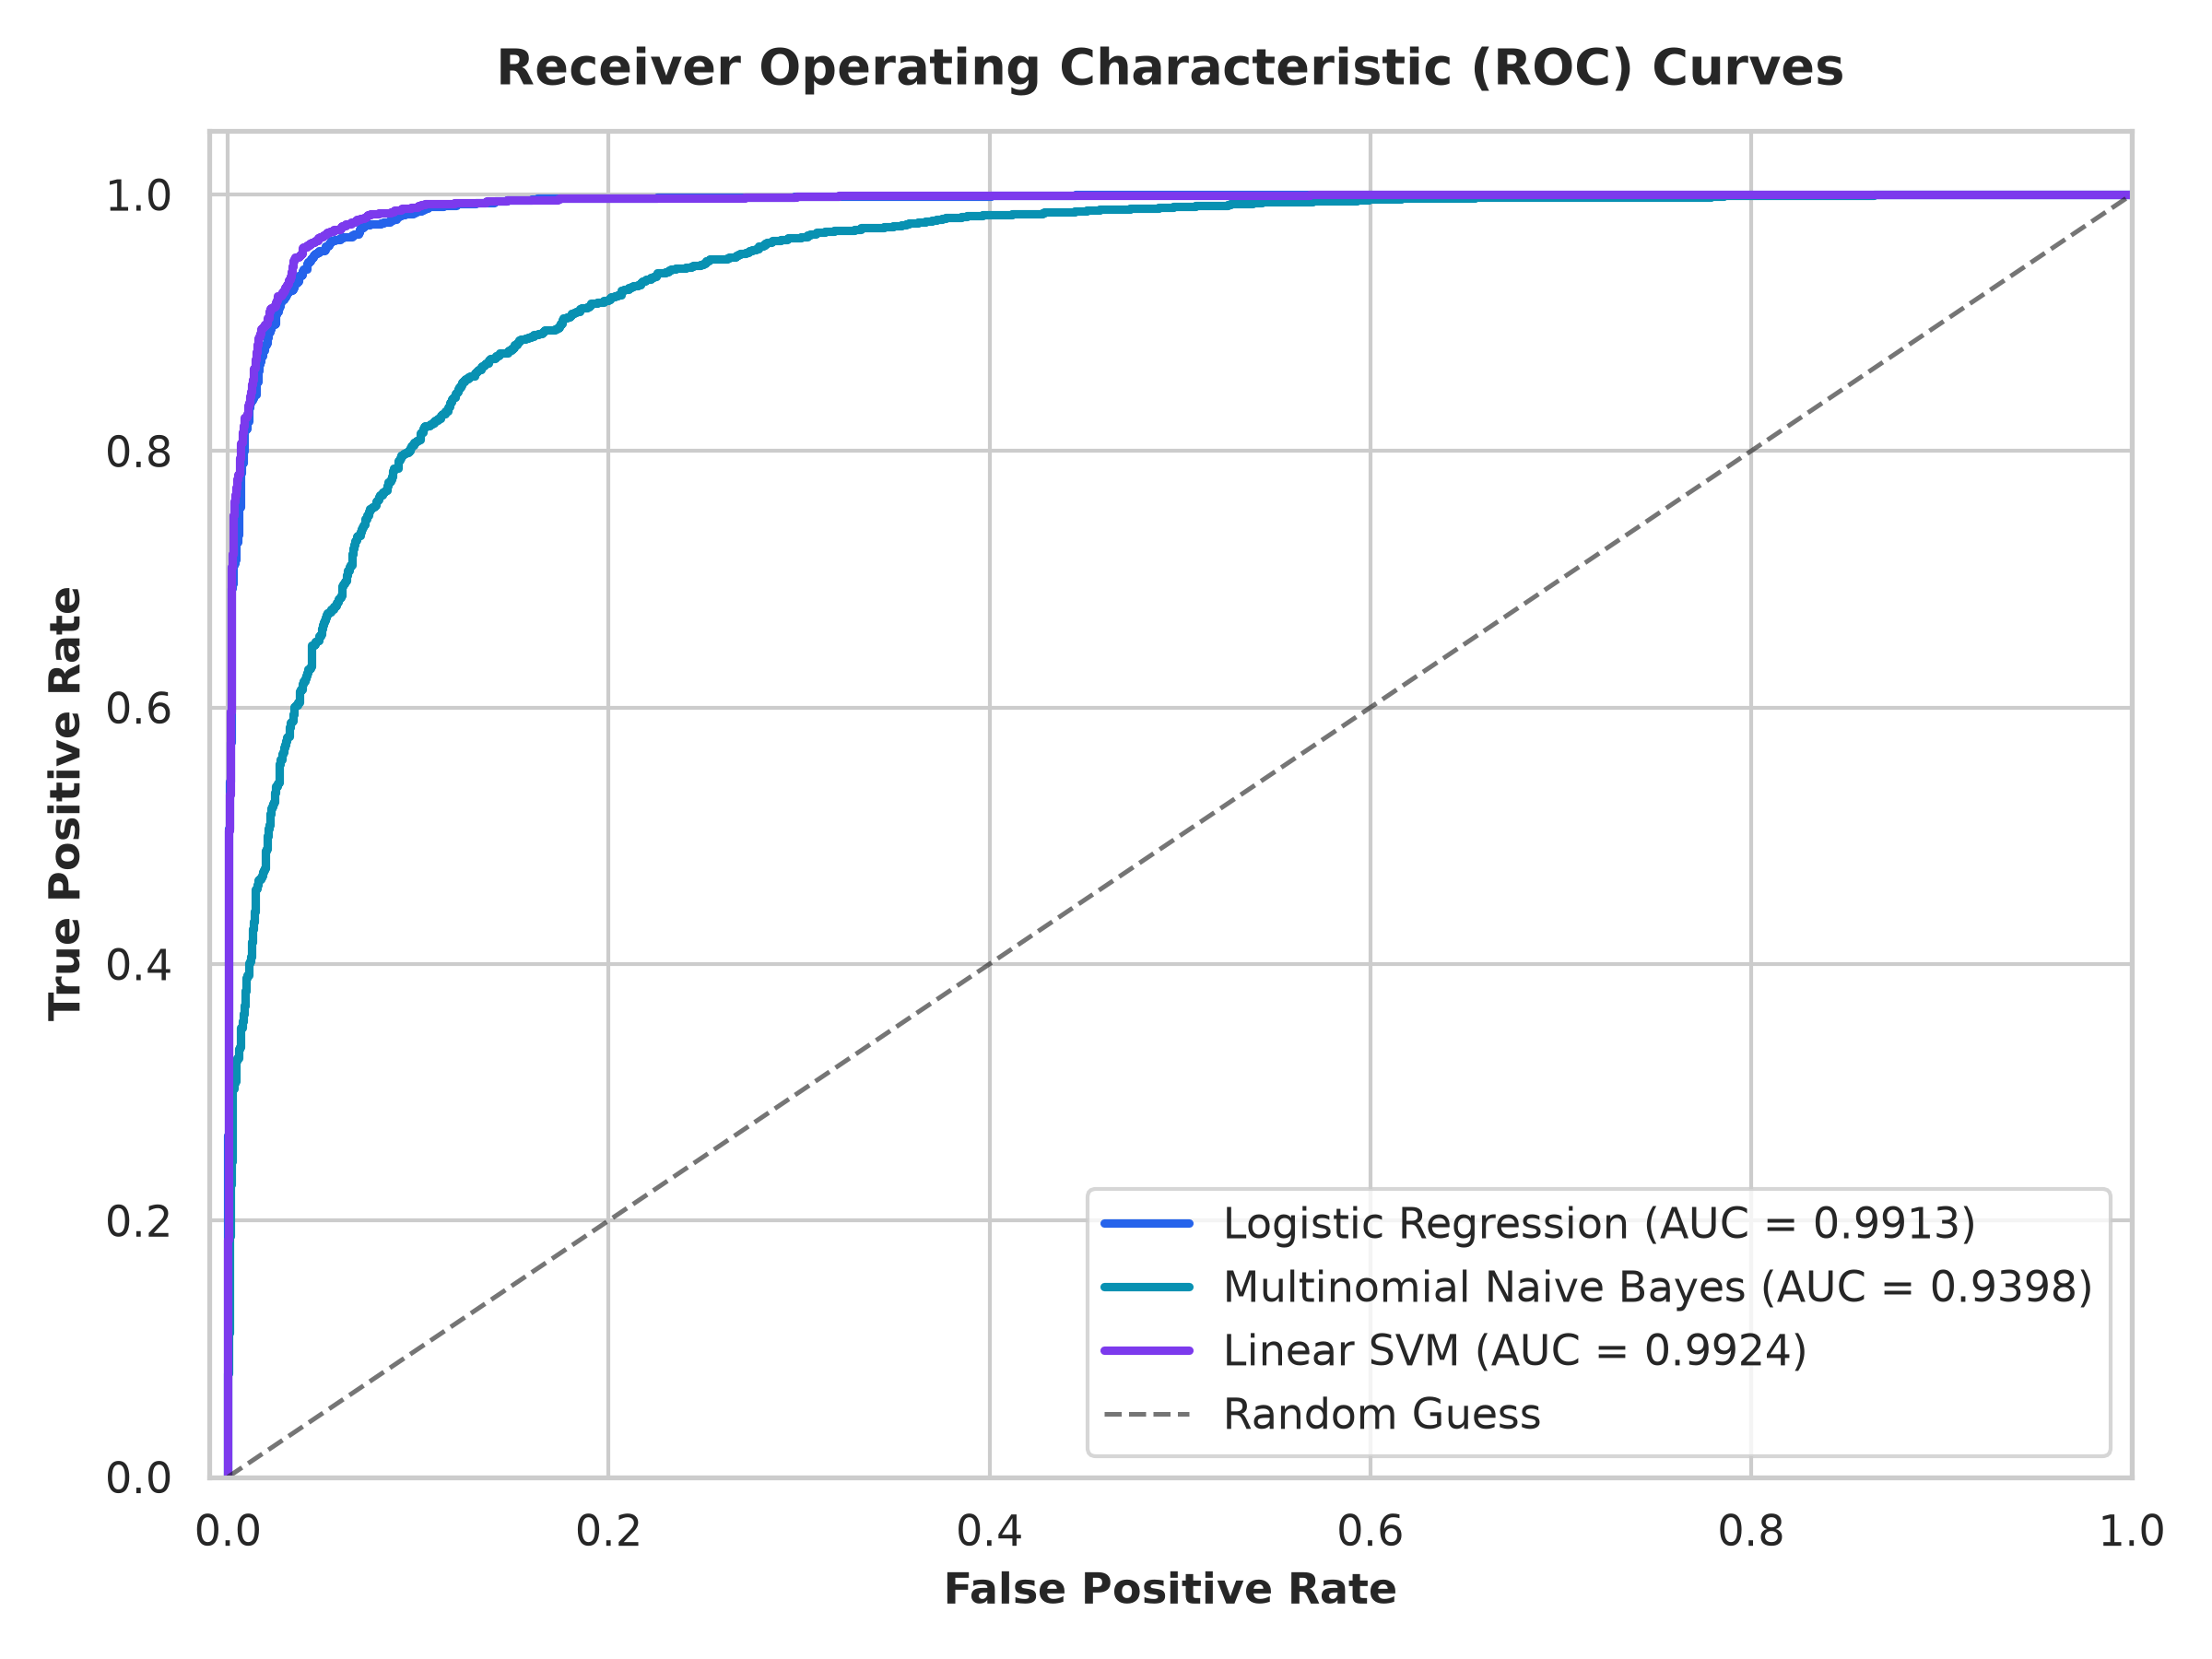 Receiver Operating Characteristic (ROC) Curves
True Positive Rate
1.0
0.8
0.6
0.4
0.2
0.0
Logistic Regression (AUC = 0.9913)
Multinomial Naive Bayes (AUC = 0.9398)
Linear SVM (AUC = 0.9924)
Random Guess
0.0 0.2 0.4 0.6 0.8 1.0
False Positive Rate